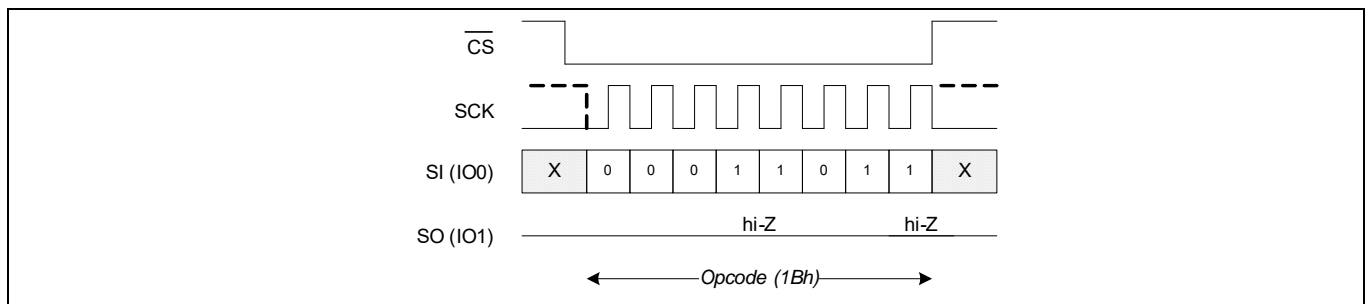 CS
SCK
SI (IO0) X 0 0 0 1 1 0 1 1 X
hi-Z hi-Z
SO (IO1)
Opcode (1Bh)